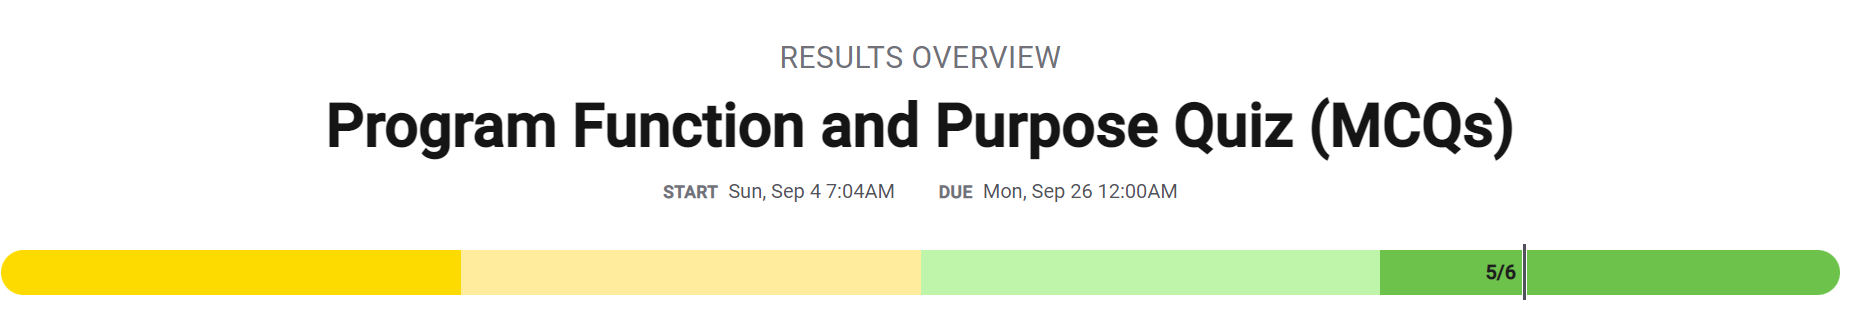 RESULTS OVERVIEW
Program Function and Purpose Quiz (MCQs)
START Sun, Sep 4 7:04AM DUE Mon, Sep 26 12:00AM
5/6